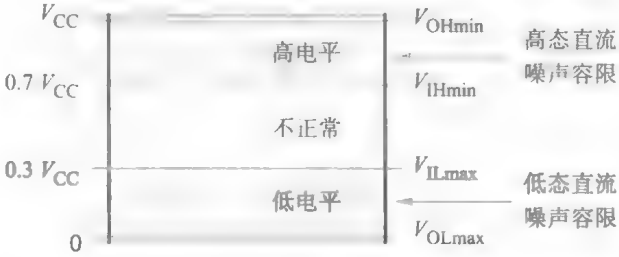 V_CC
V_OHmin
高电平
高态直流
噪声容限
0.7 V_CC
V_IHmin
不正常
0.3 V_CC
V_ILmax
低电平
低态直流
噪声容限
0
V_OLmax